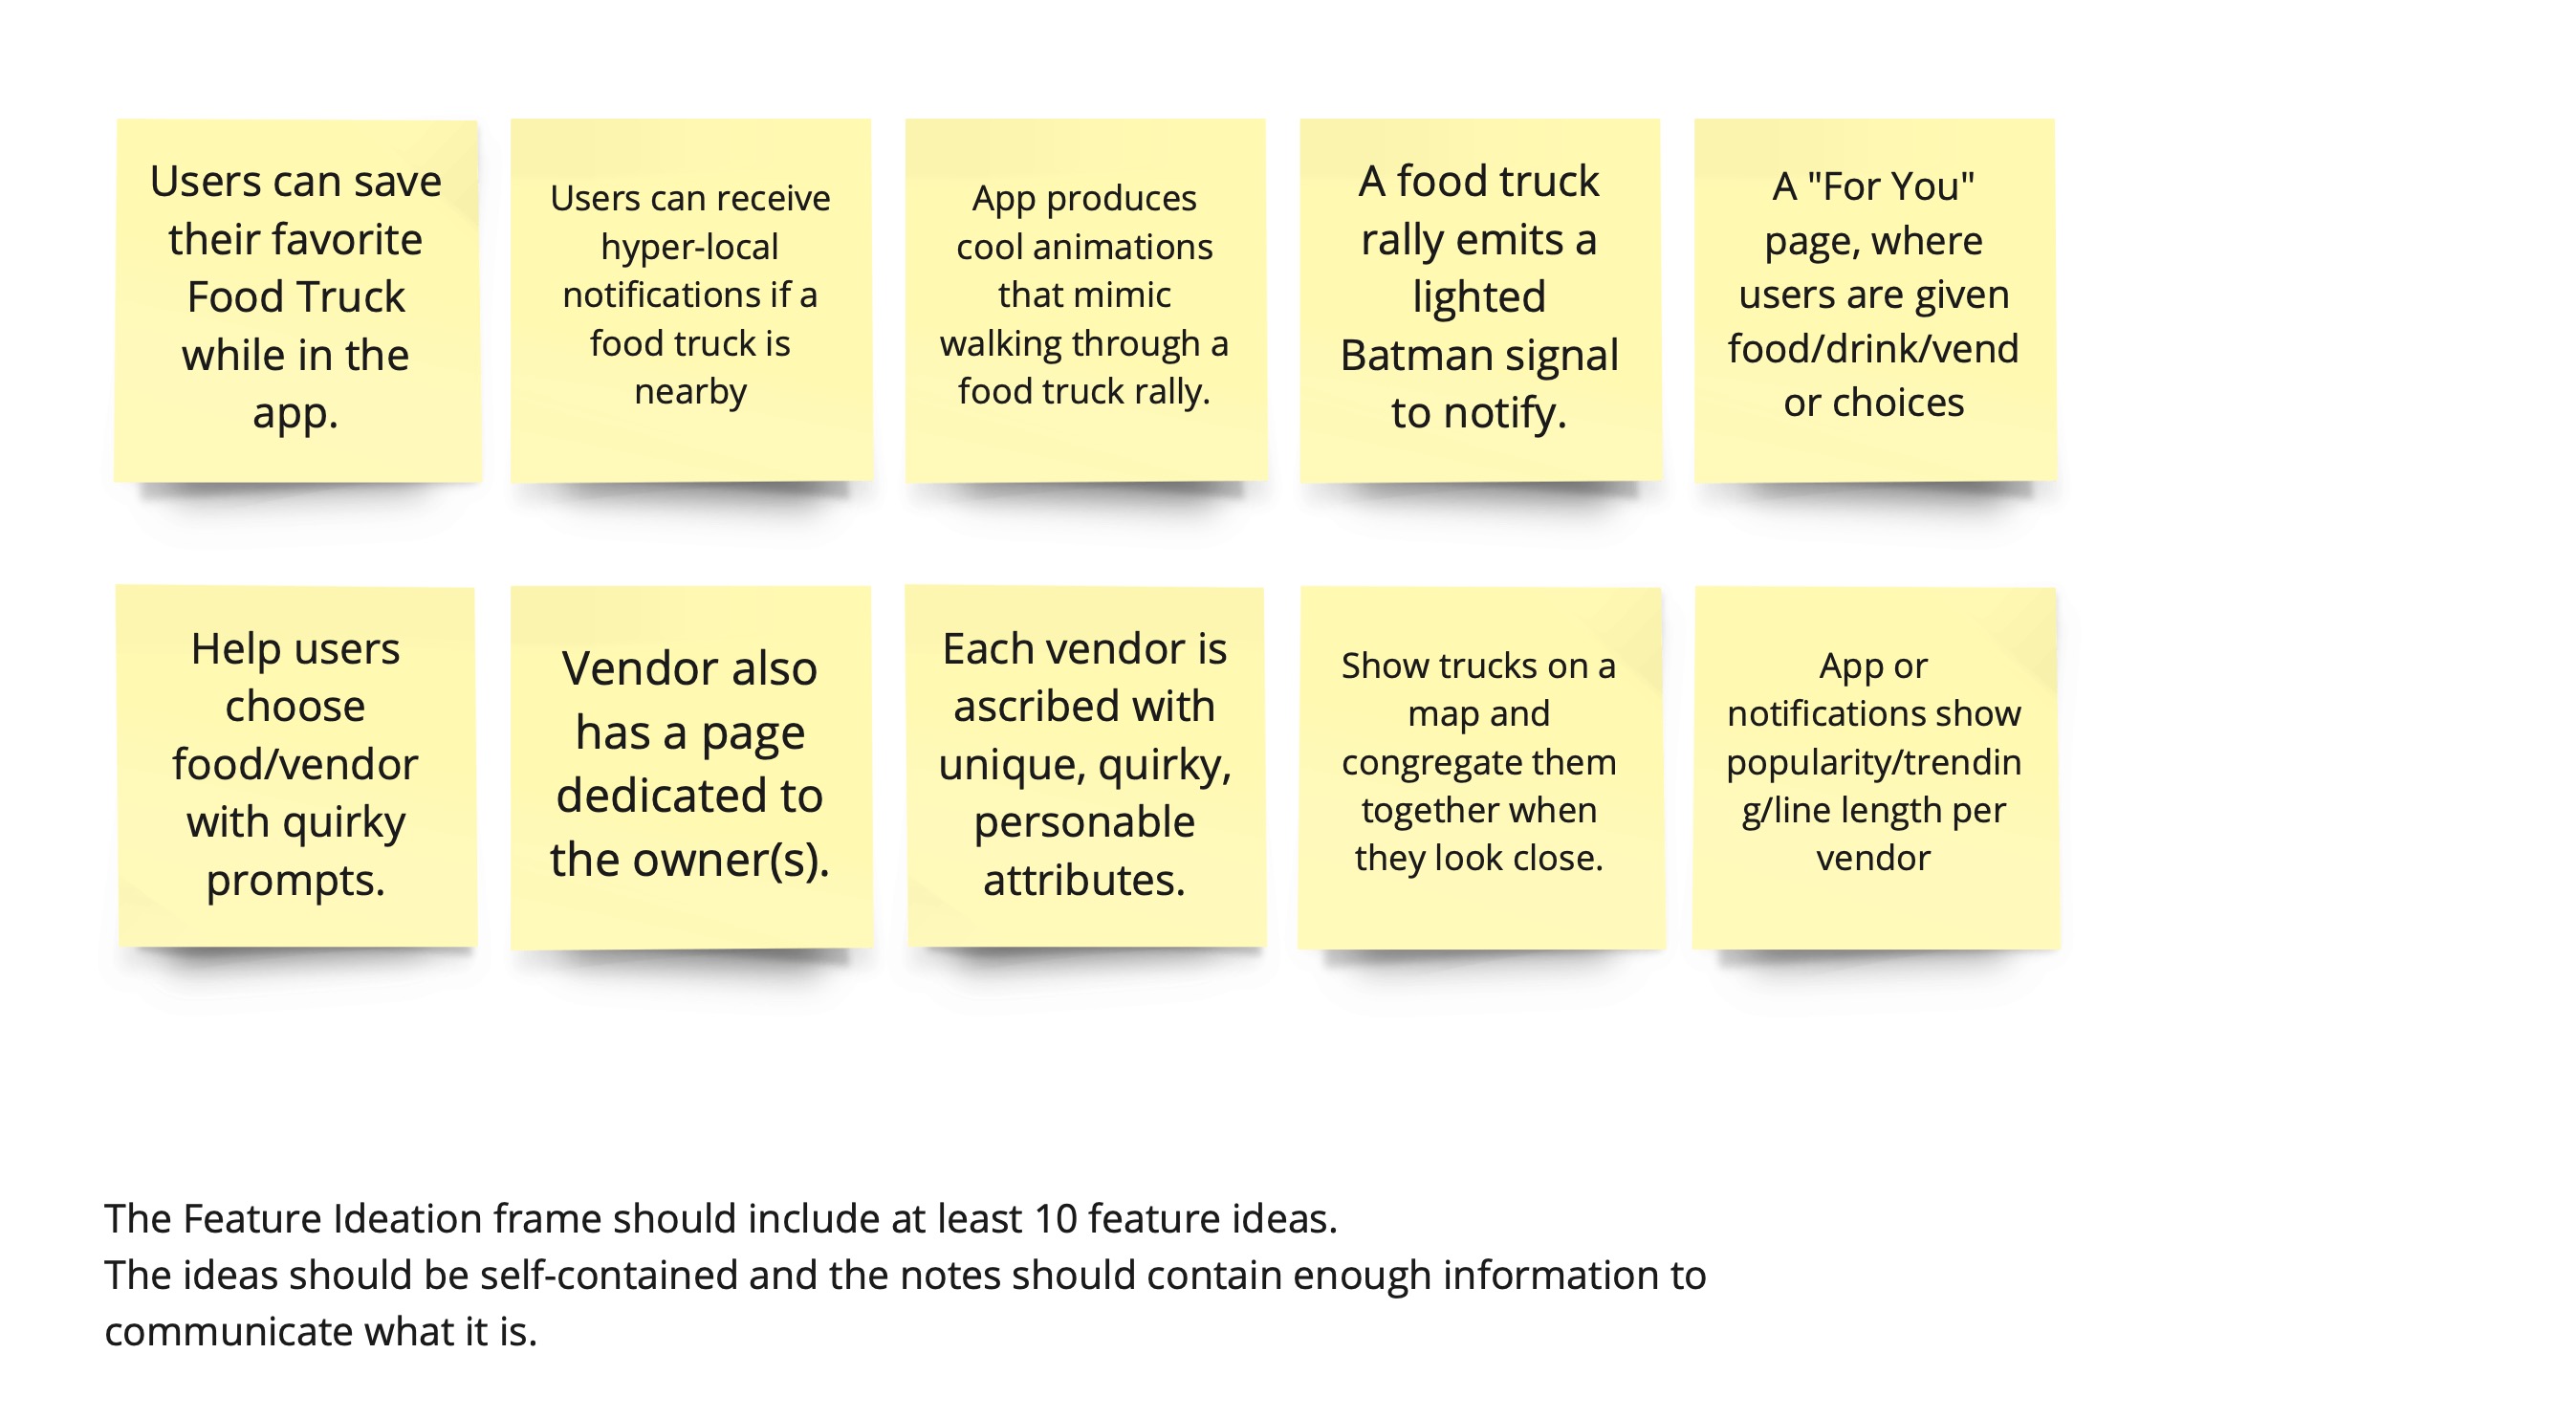 Users can save
their favorite
Food Truck
while in the
app.
Users can receive
hyper-local
notifications if a
food truck is
nearby
App produces
cool animations
that mimic
walking through a
food truck rally.
A food truck
rally emits a
lighted
Batman signal
to notify.
A "For You"
page, where
users are given
food/drink/vend
or choices
Help users
choose
food/vendor
with quirky
prompts.
Vendor also
has a page
dedicated to
the owner(s).
Each vendor is
ascribed with
unique, quirky,
personable
attributes.
Show trucks on a
map and
congregate them
together when
they look close.
App or
notifications show
popularity/trendin
g/line length per
vendor
The Feature Ideation frame should include at least 10 feature ideas.
The ideas should be self-contained and the notes should contain enough information to
communicate what it is.